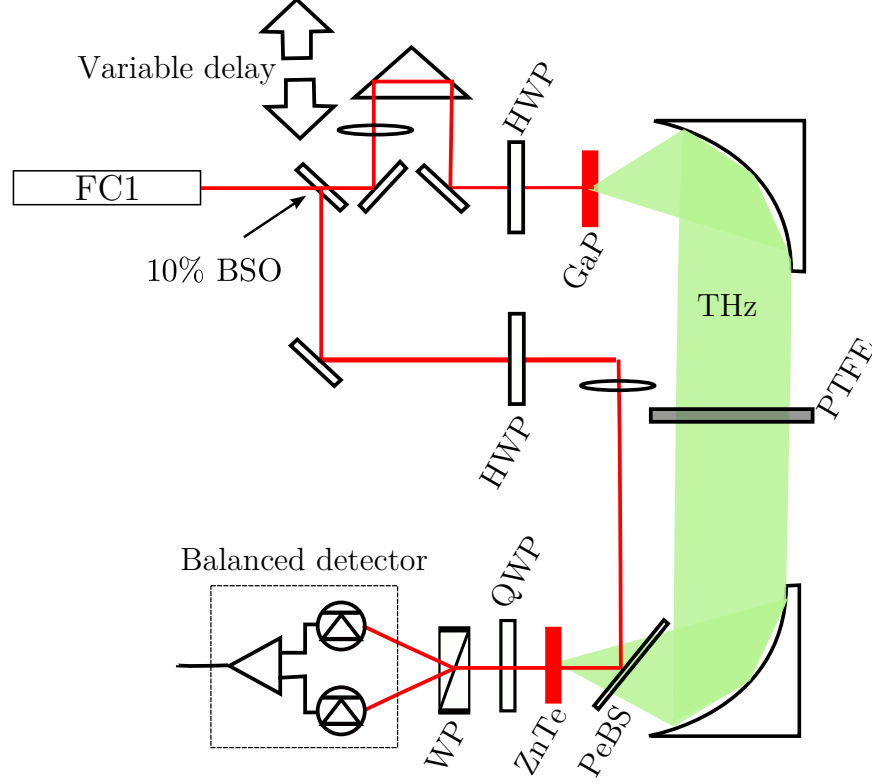 Variable delay
HWP
FC1
10% BSO
GaP
THz
PTFE
HWP
Balanced detector
QWP
WP
ZnTe
PeBS